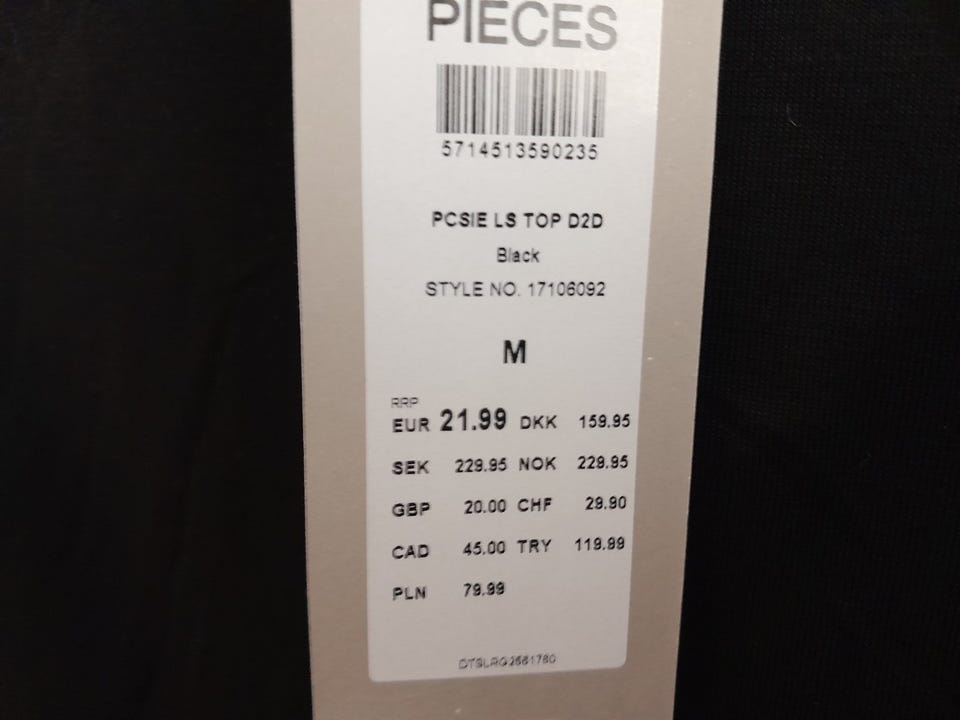 PIECES
5714513590235
PCSIE LS TOP D2D
Black
STYLE NO. 17106092
M
RRP
EUR 21.99 DKK 159.95
SEK 229.95 NOK 229.95
GBP 20.00 CHF 29.90
CAD 45.00 TRY 119.99
PLN 79.99